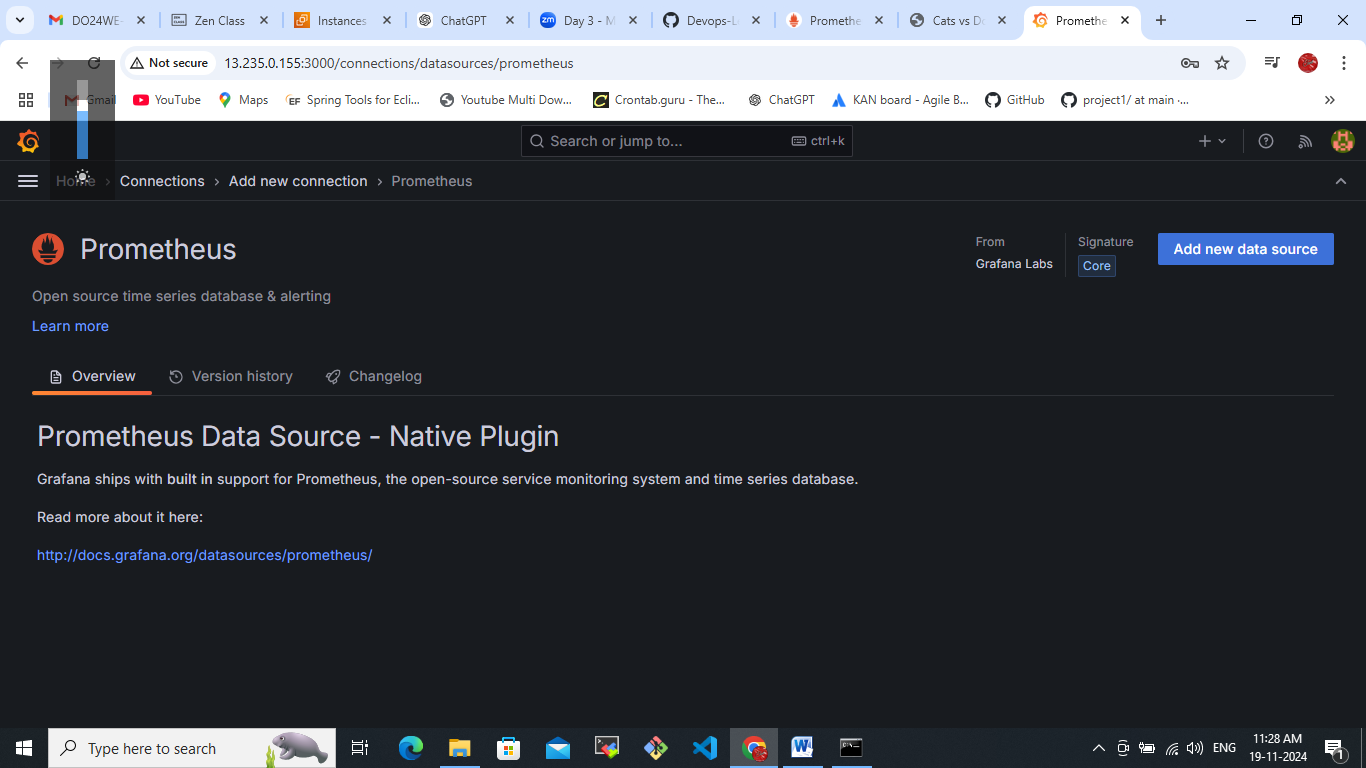 DO24WE-
Zen Class
Instances
ChatGPT
Day 3 - M
Devops-L
Promethe
Cats vs Do
Promethe
Not secure
13.235.0.155:3000/connections/datasources/prometheus
Gmail
YouTube
Maps
EF
Spring Tools for Ecli...
Youtube Multi Dow...
Crontab.guru - The...
ChatGPT
KAN board - Agile B...
GitHub
project1/ at main ·...
Search or jump to...
ctrl+k
Home › Connections › Add new connection › Prometheus
Prometheus
From
Grafana Labs
Signature
Core
Add new data source
Open source time series database & alerting
Learn more
Overview
Version history
Changelog
Prometheus Data Source - Native Plugin
Grafana ships with built in support for Prometheus, the open-source service monitoring system and time series database.
Read more about it here:
http://docs.grafana.org/datasources/prometheus/
Type here to search
ENG
11:28 AM
19-11-2024
1